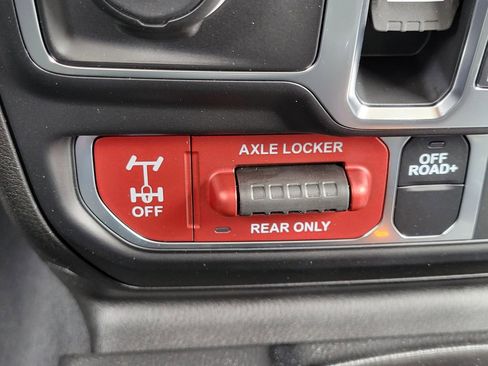 AXLE LOCKER
OFF
REAR ONLY
OFF
ROAD+